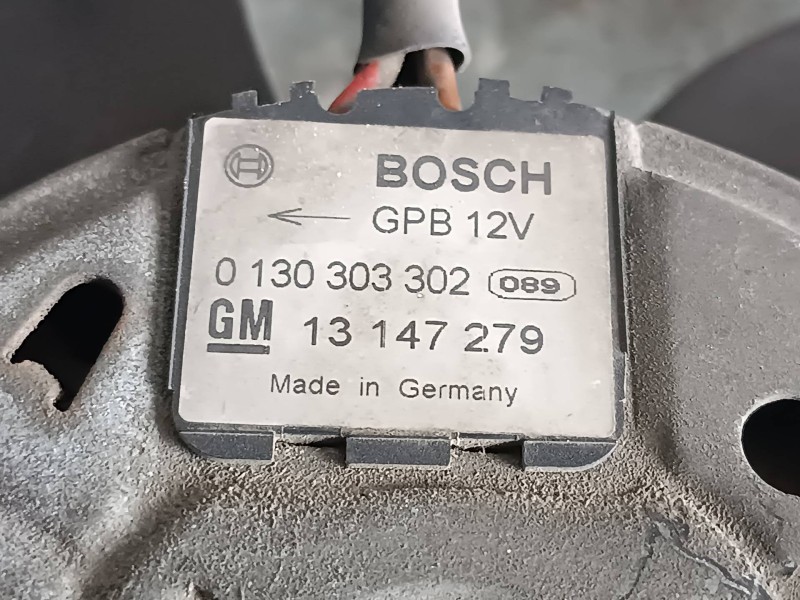 BOSCH
← GPB 12V
0 130 303 302 089
GM 13 147 279
Made in Germany